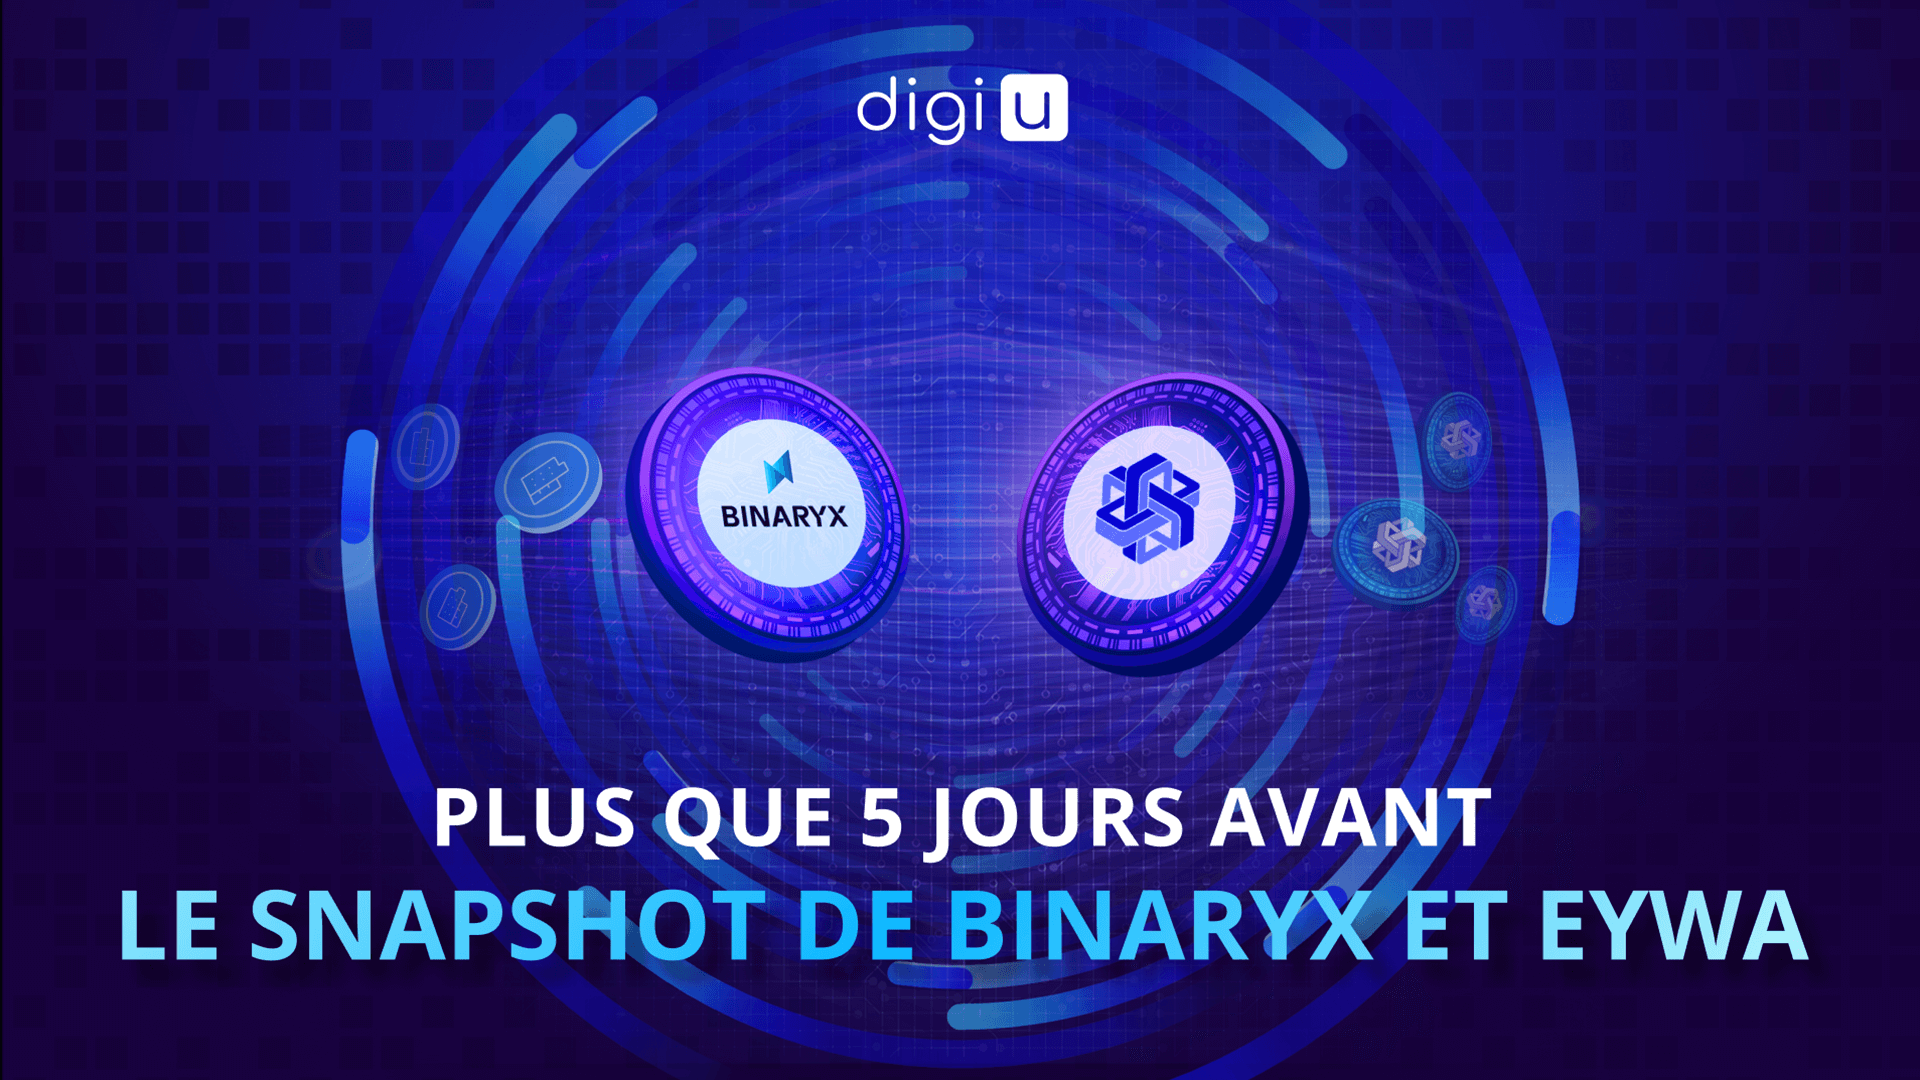 digi u
BINARYX
PLUS QUE 5 JOURS AVANT
LE SNAPSHOT DE BINARYX ET EYWA